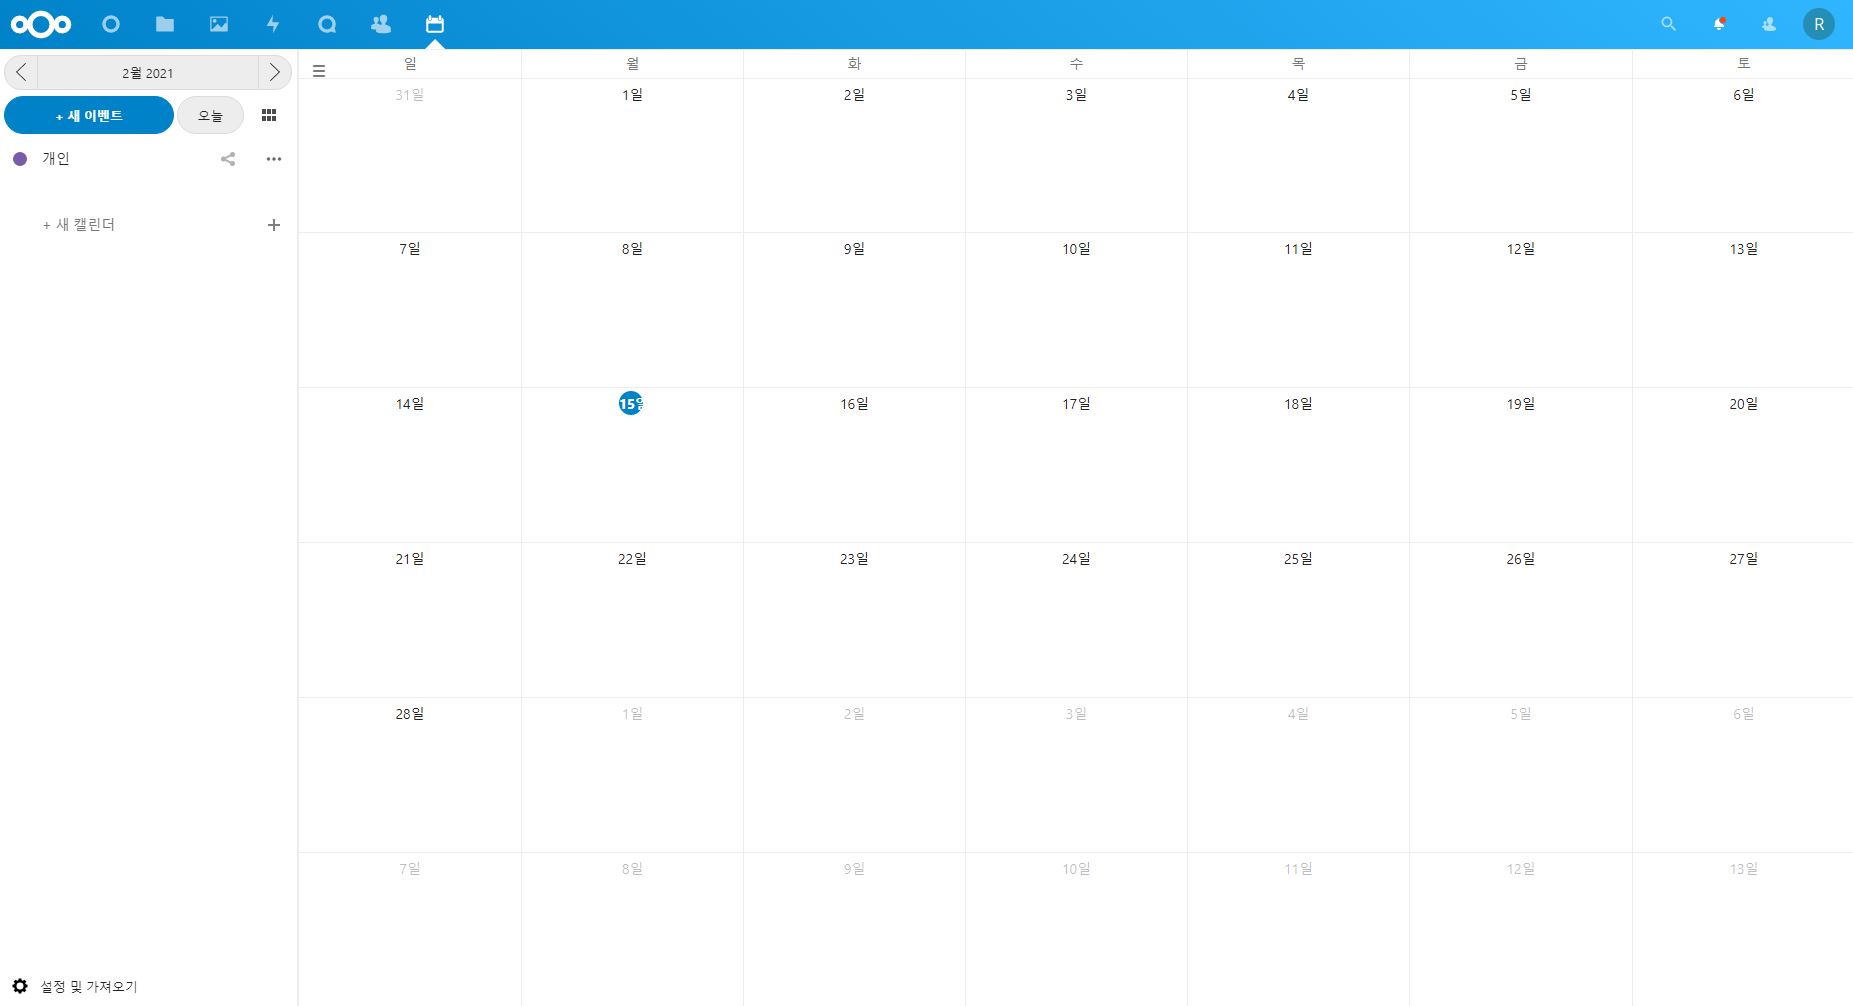 R
2월 2021
+ 새 이벤트
오늘
개인
+ 새 캘린더
설정 및 가져오기
일 월 화 수 목 금 토
31일 1일 2일 3일 4일 5일 6일
7일 8일 9일 10일 11일 12일 13일
14일 15일 16일 17일 18일 19일 20일
21일 22일 23일 24일 25일 26일 27일
28일 1일 2일 3일 4일 5일 6일
7일 8일 9일 10일 11일 12일 13일